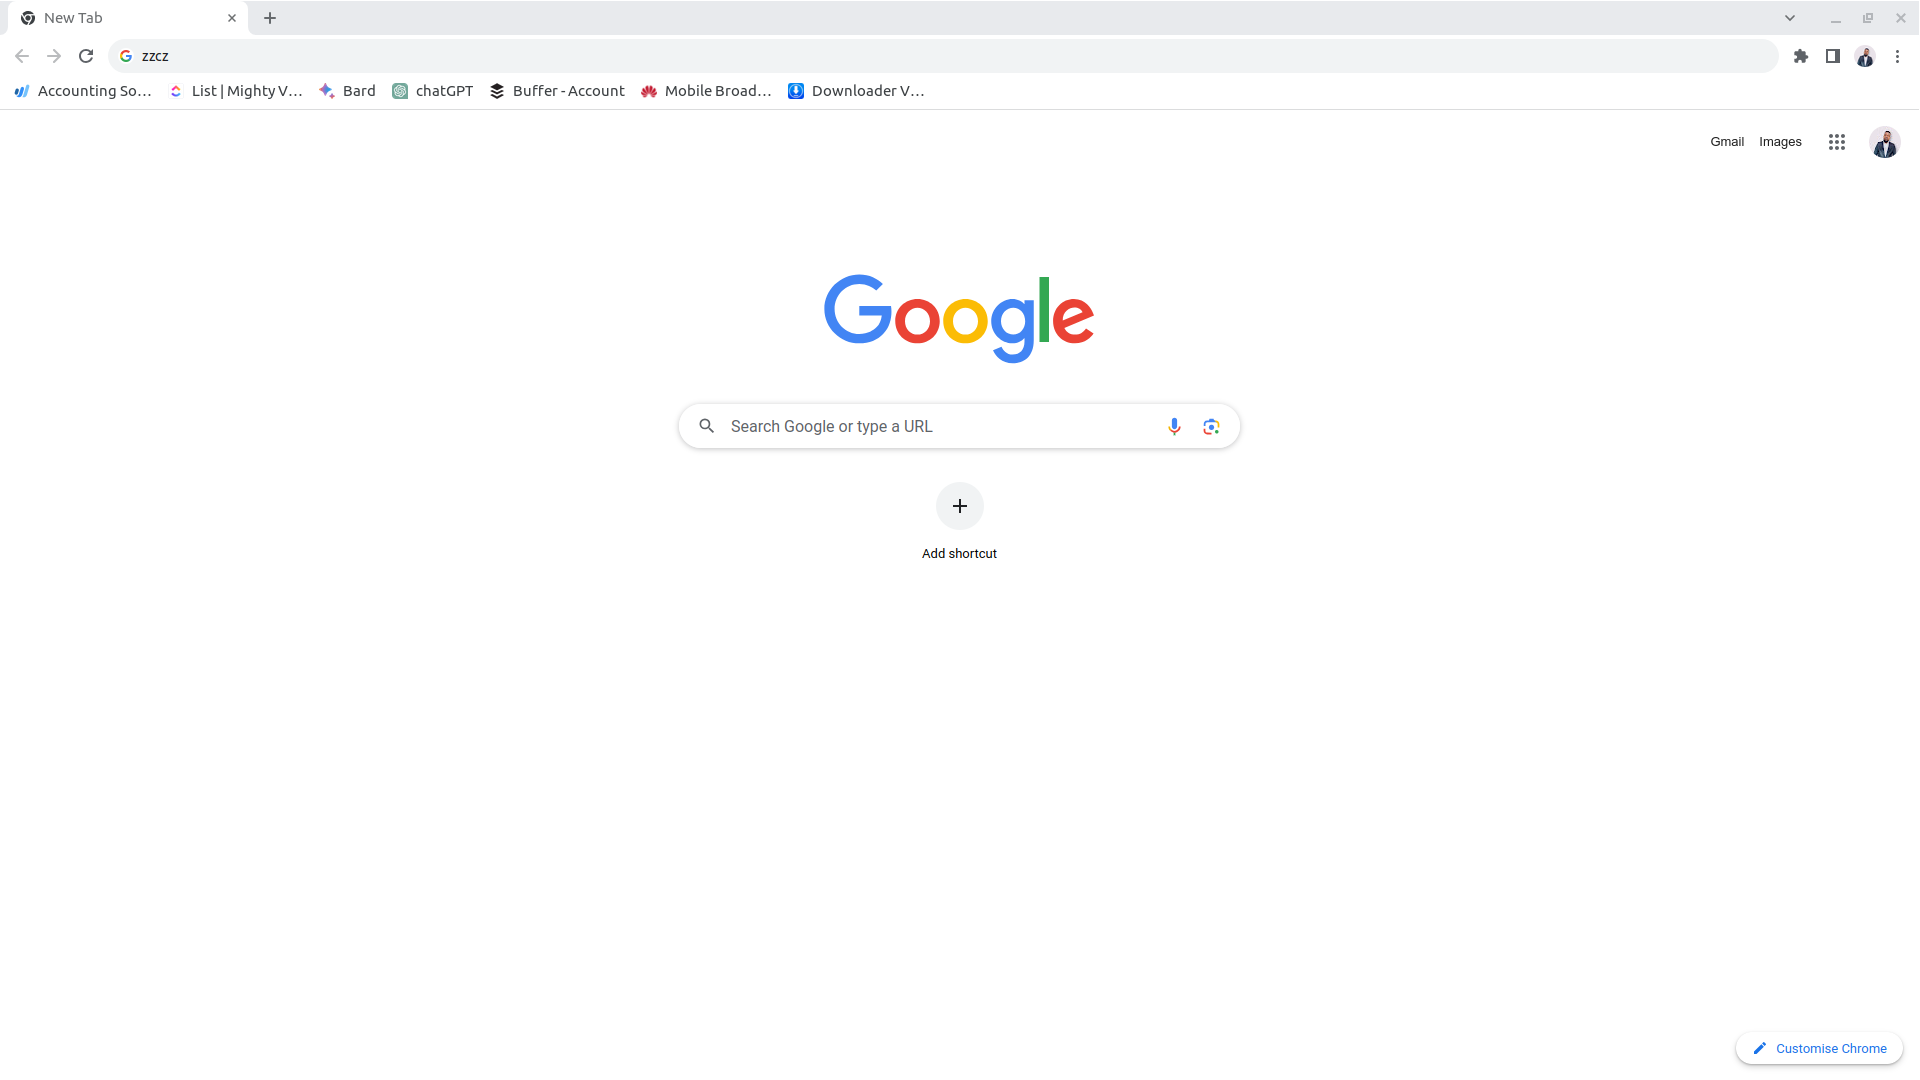 New Tab
zzcz
Accounting So...
List | Mighty V...
Bard
chatGPT
Buffer - Account
Mobile Broad...
Downloader V...
Gmail
Images
Google
Search Google or type a URL
Add shortcut
Customise Chrome